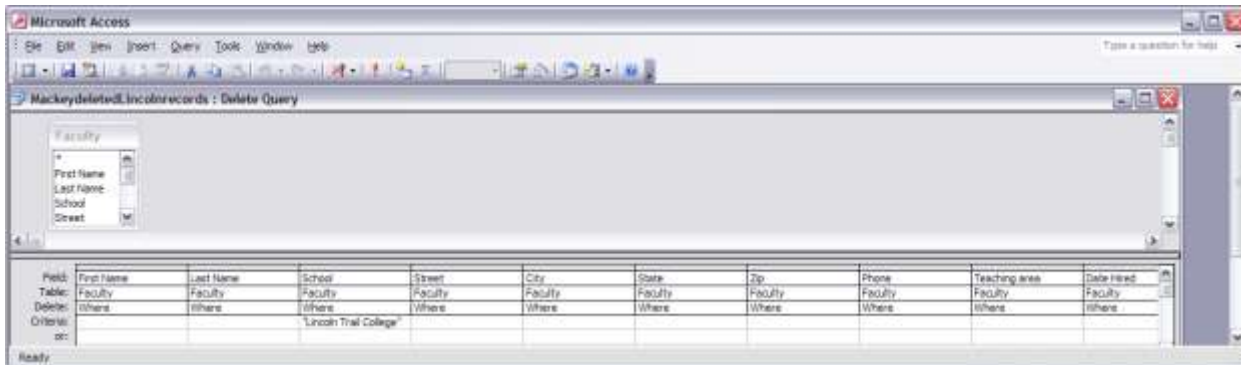 Microsoft Access
File Edit View Insert Query Tools Window Help Type a question for help
MackeydeletedLincolnrecords : Delete Query
Faculty
*
First Name
Last Name
School
Street
Field: First Name Last Name School Street City State Zip Phone Teaching area Date Hired
Table: Faculty Faculty Faculty Faculty Faculty Faculty Faculty Faculty Faculty Faculty
Delete: Where Where Where Where Where Where Where Where Where Where
Criteria: "Lincoln Trail College"
or:
Ready